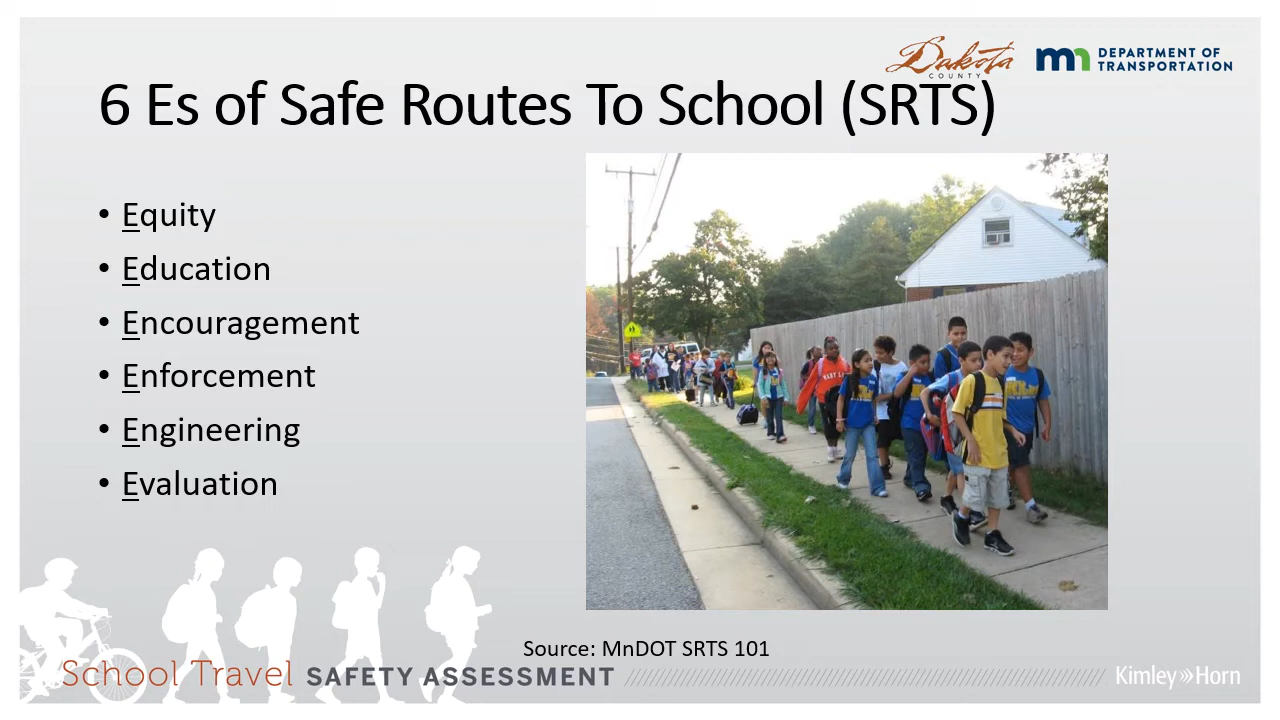 Dakota
COUNTY
mn DEPARTMENT OF
TRANSPORTATION
6 Es of Safe Routes To School (SRTS)
• Equity
• Education
• Encouragement
• Enforcement
• Engineering
• Evaluation
Source: MnDOT SRTS 101
School Travel SAFETY ASSESSMENT
Kimley»Horn